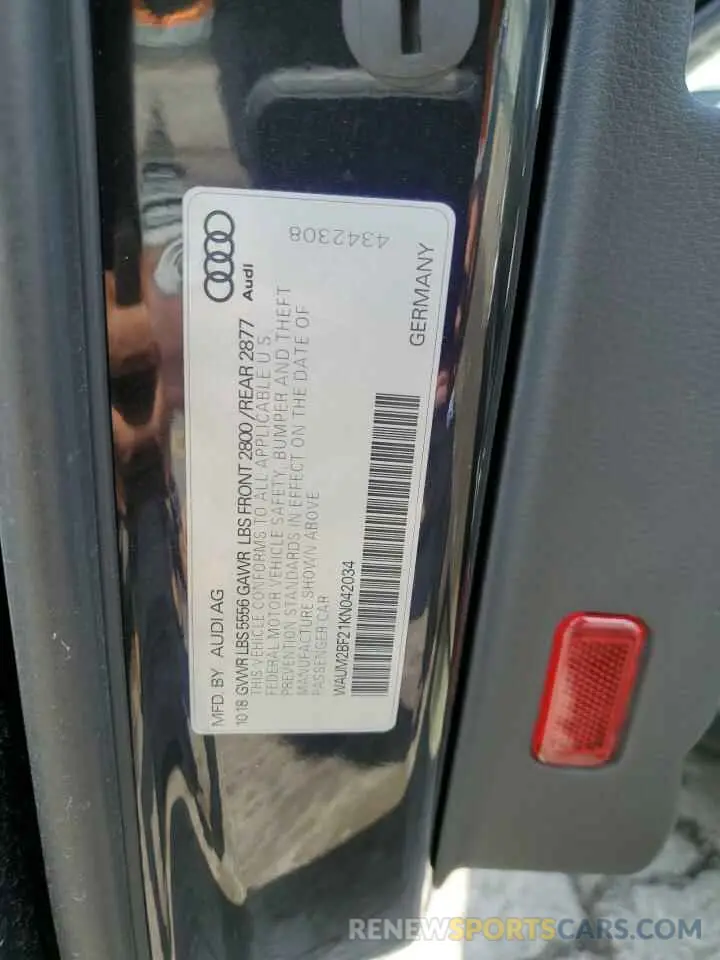 MFD. BY AUDI AG
10 18 GVWR LBS 5556 GAWR LBS FRONT 2800 / REAR 2877
THIS VEHICLE CONFORMS TO ALL APPLICABLE U S
FEDERAL MOTOR VEHICLE SAFETY, BUMPER AND THEFT
PREVENTION STANDARDS IN EFFECT ON THE DATE OF
MANUFACTURE SHOWN ABOVE
PASSENGER CAR
WAUM2BF21KN042034
Audi
4342308
GERMANY
RENEWSPORTSCARS.COM